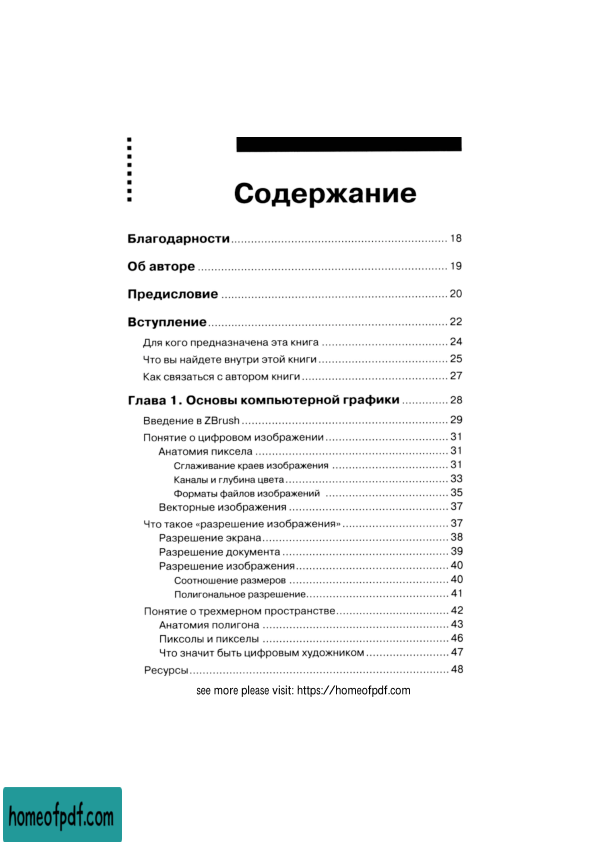 Содержание
Благодарности ........ 18
Об авторе ........ 19
Предисловие ........ 20
Вступление ........ 22
Для кого предназначена эта книга ........ 24
Что вы найдете внутри этой книги ........ 25
Как связаться с автором книги ........ 27
Глава 1. Основы компьютерной графики ........ 28
Введение в ZBrush ........ 29
Понятие о цифровом изображении ........ 31
Анатомия пиксела ........ 31
Сглаживание краев изображения ........ 31
Каналы и глубина цвета ........ 33
Форматы файлов изображений ........ 35
Векторные изображения ........ 37
Что такое «разрешение изображения» ........ 37
Разрешение экрана ........ 38
Разрешение документа ........ 39
Разрешение изображения ........ 40
Соотношение размеров ........ 40
Полигональное разрешение ........ 41
Понятие о трехмерном пространстве ........ 42
Анатомия полигона ........ 43
Пиксолы и пикселы ........ 46
Что значит быть цифровым художником ........ 47
Ресурсы ........ 48
see more please visit: https://homeofpdf.com
homeofpdf.com